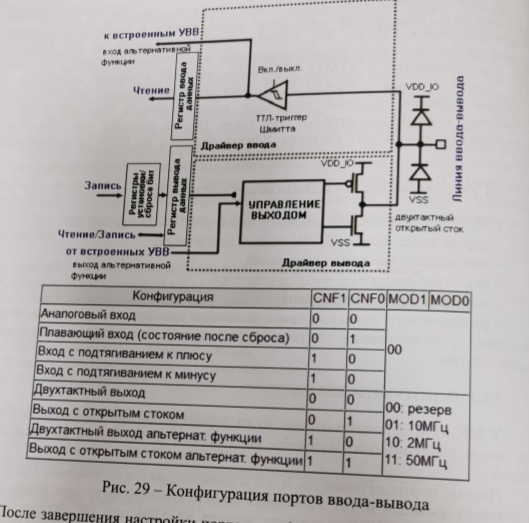 к встроенным УВВ
вход альтернативной
функции
Чтение
Регистр ввода
данных
Вкл./выкл.
ТТЛ-триггер
Шмитта
Драйвер ввода
VDD_IO
VSS
Линия ввода-вывода
Запись
Регистры
установки/
сброса бит
Регистр вывода
данных
Чтение/Запись
от встроенных УВВ
выход альтернативной
функции
УПРАВЛЕНИЕ
ВЫХОДОМ
VDD_IO
VSS
двухтактный
открытый сток
Драйвер вывода
Конфигурация CNF1 CNF0 MOD1 MOD0
Аналоговый вход 0 0
Плавающий вход (состояние после сброса) 0 1
00
Вход с подтягиванием к плюсу 1 0
Вход с подтягиванием к минусу 1 0
Двухтактный выход 0 0
00: резерв
Выход с открытым стоком 0 1
01: 10МГц
Двухтактный выход альтернат. функции 1 0
10: 2МГц
Выход с открытым стоком альтернат. функции 1 1
11: 50МГц
Рис. 29 – Конфигурация портов ввода-вывода
После завершения настройки